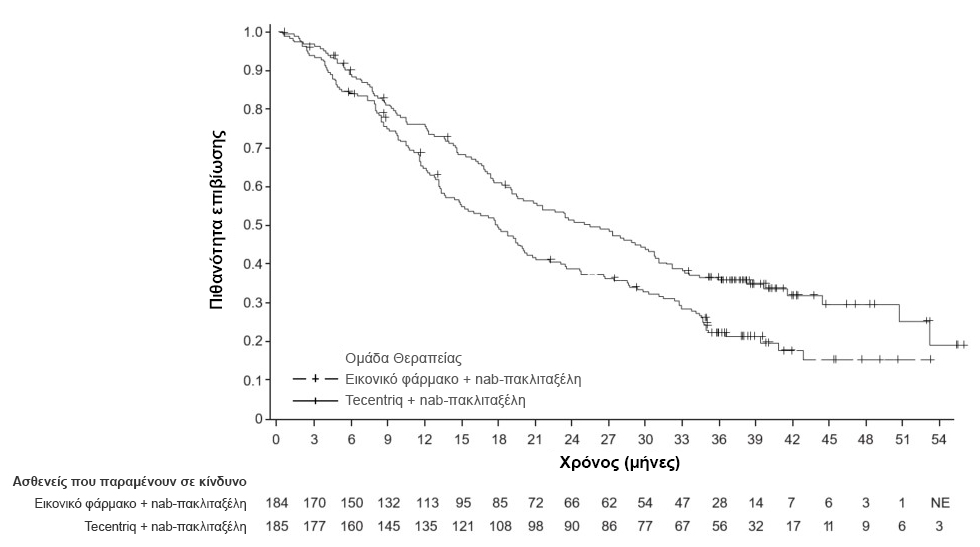 1.0
0.9
0.8
0.7
0.6
0.5
0.4
0.3
0.2
0.1
0
Πιθανότητα επιβίωσης
Ομάδα Θεραπείας
Εικονικό φάρμακο + nab-πακλιταξέλη
Tecentriq + nab-πακλιταξέλη
0 3 6 9 12 15 18 21 24 27 30 33 36 39 42 45 48 51 54
Χρόνος (μήνες)
Ασθενείς που παραμένουν σε κίνδυνο
Εικονικό φάρμακο + nab-πακλιταξέλη 184 170 150 132 113 95 85 72 66 62 54 47 28 14 7 6 3 1 NE
Tecentriq + nab-πακλιταξέλη 185 177 160 145 135 121 108 98 90 86 77 67 56 32 17 11 9 6 3